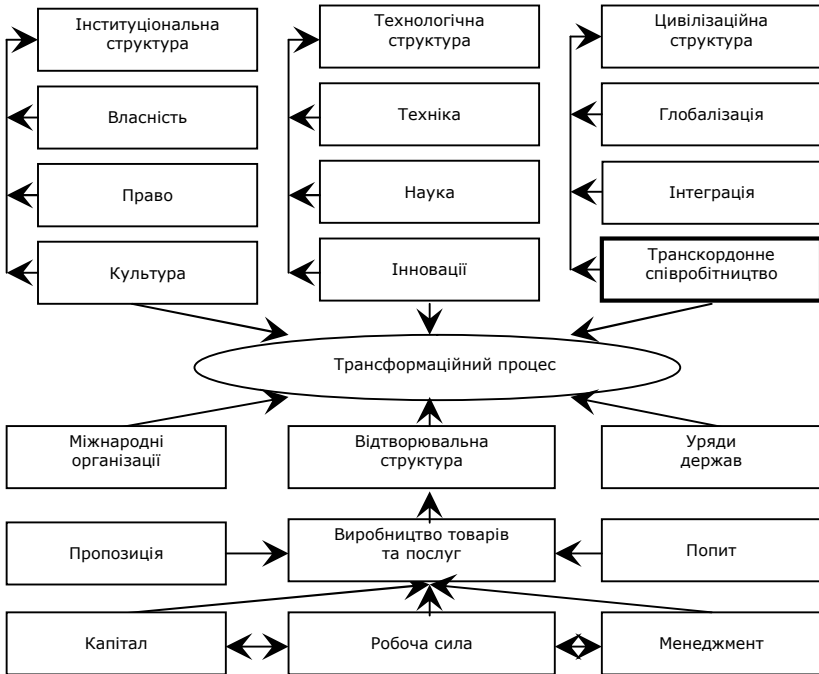 Інституціональна
структура
Технологічна
структура
Цивілізаційна
структура
Власність
Техніка
Глобалізація
Право
Наука
Інтеграція
Культура
Інновації
Транскордонне
співробітництво
Трансформаційний процес
Міжнародні
організації
Відтворювальна
структура
Уряди
держав
Пропозиція
Виробництво товарів
та послуг
Попит
Капітал
Робоча сила
Менеджмент